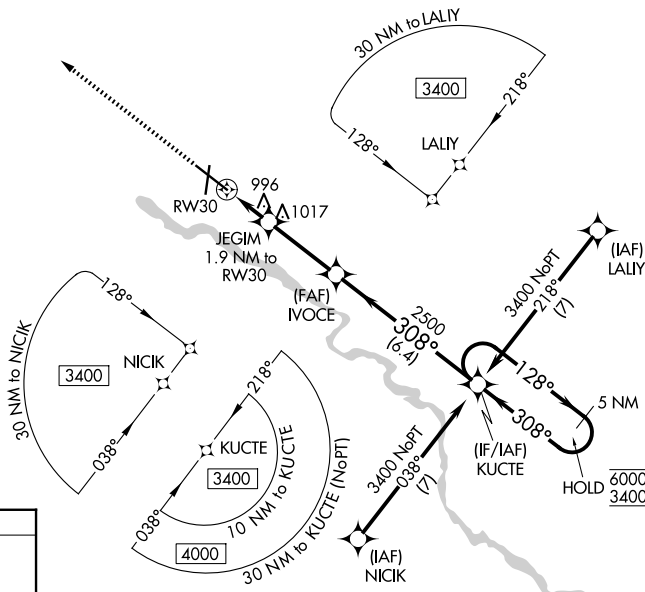 30 NM to LALIY
3400
218°
128°
LALIY
996
1017
RW30
JEGIM
1.9 NM to
RW30
(IAF)
LALIY
(FAF)
IVOCE
3400 NoPT
218°
(7)
2500
308°
(6.4)
128°
30 NM to NICIK
3400
NICIK
038°
218°
KUCTE
3400
10 NM to KUCTE
038°
4000
30 NM to KUCTE (NoPT)
128°
5 NM
308°
(IF/IAF)
KUCTE
HOLD
6000
3400
3400 NoPT
038°
(7)
(IAF)
NICIK